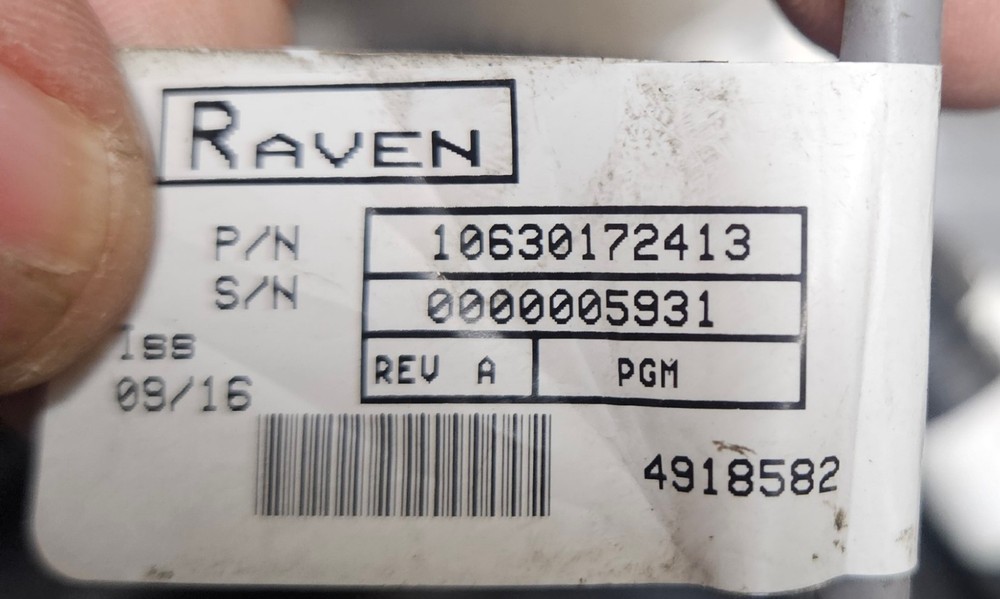 RAVEN
P/N 10630172413
S/N 0000005931
Iss REV A PGM
09/16
4918582